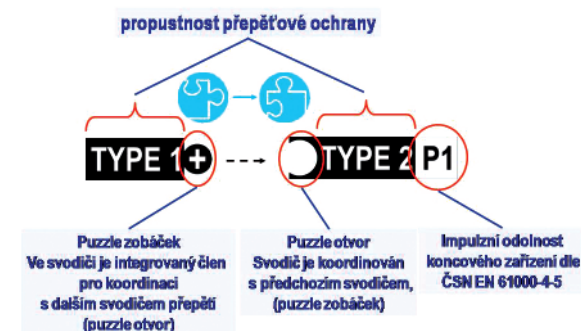 propustnost přepěťové ochrany
TYPE 1 +
TYPE 2 P1
Puzzle zobáček
Ve svodiči je integrovaný člen
pro koordinaci
s dalším svodičem přepětí
(puzzle otvor)
Puzzle otvor
Svodič je koordinován
s předchozím svodičem,
(puzzle zobáček)
Impulzní odolnost
koncového zařízení dle
ČSN EN 61000-4-5